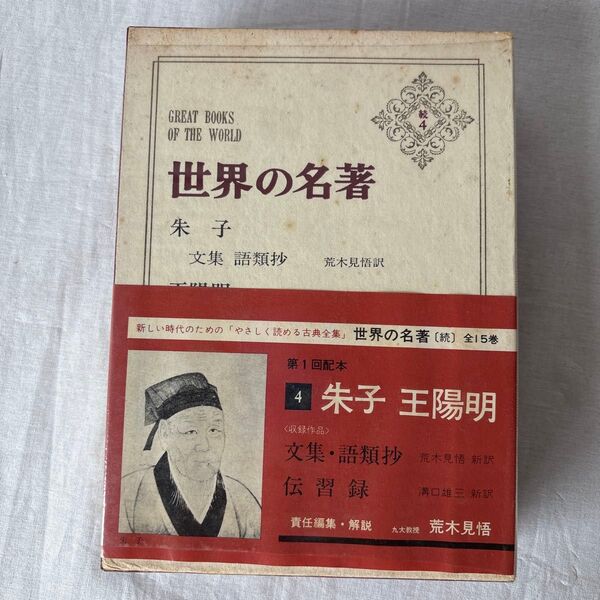 GREAT BOOKS
OF THE WORLD
続
4
世界の名著
朱子
文集 語類抄 荒木見悟訳
王陽明
新しい時代のための「やさしく読める古典全集」世界の名著〔続〕全15巻
第1回配本
4 朱子 王陽明
〈収録作品〉
文集・語類抄 荒木見悟 新訳
伝習録 溝口雄三 新訳
責任編集・解説 九大教授 荒木見悟